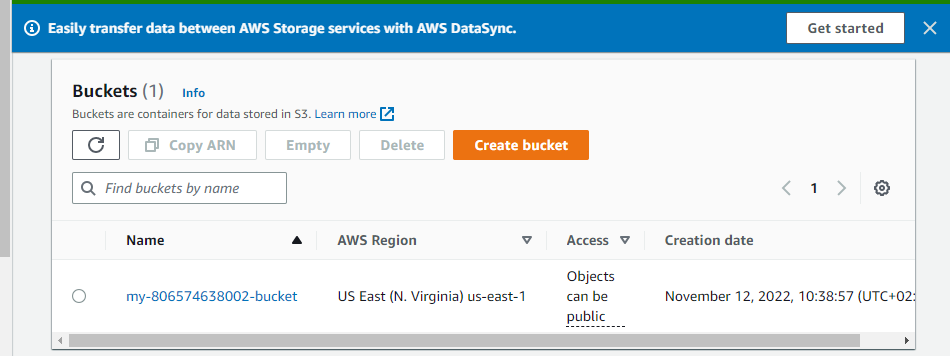 Easily transfer data between AWS Storage services with AWS DataSync.
Get started
Buckets (1)
Info
Buckets are containers for data stored in S3. Learn more
Copy ARN
Empty
Delete
Create bucket
Find buckets by name
1
Name
AWS Region
Access
Creation date
my-806574638002-bucket
US East (N. Virginia) us-east-1
Objects
can be
public
November 12, 2022, 10:38:57 (UTC+02: